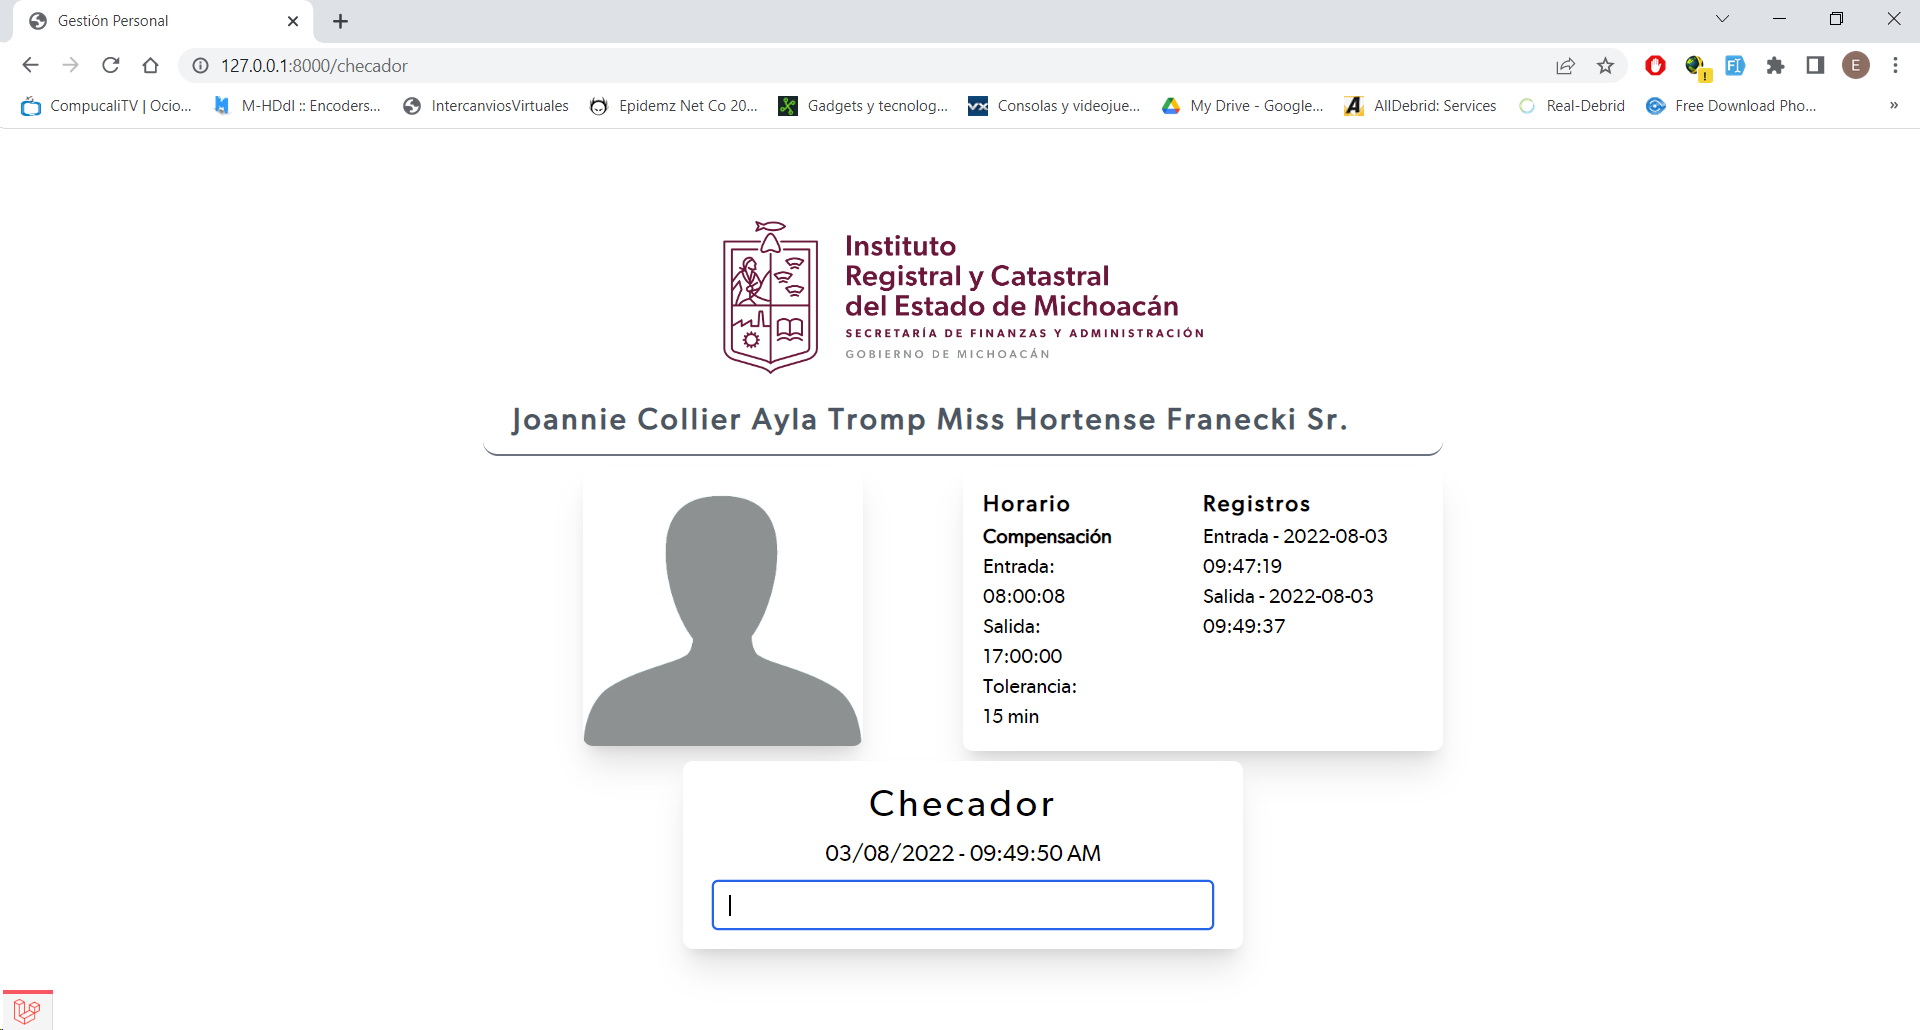 Gestión Personal
127.0.0.1:8000/checador
E
CompucaliTV | Ocio...
M-HDdl :: Encoders...
IntercanviosVirtuales
Epidemz Net Co 20...
Gadgets y tecnolog...
Consolas y videojue...
My Drive - Google...
AllDebrid: Services
Real-Debrid
Free Download Pho...
»
Instituto
Registral y Catastral
del Estado de Michoacán
SECRETARÍA DE FINANZAS Y ADMINISTRACIÓN
GOBIERNO DE MICHOACÁN
Joannie Collier Ayla Tromp Miss Hortense Franecki Sr.
Horario
Compensación
Entrada:
08:00:08
Salida:
17:00:00
Tolerancia:
15 min
Registros
Entrada - 2022-08-03
09:47:19
Salida - 2022-08-03
09:49:37
Checador
03/08/2022 - 09:49:50 AM